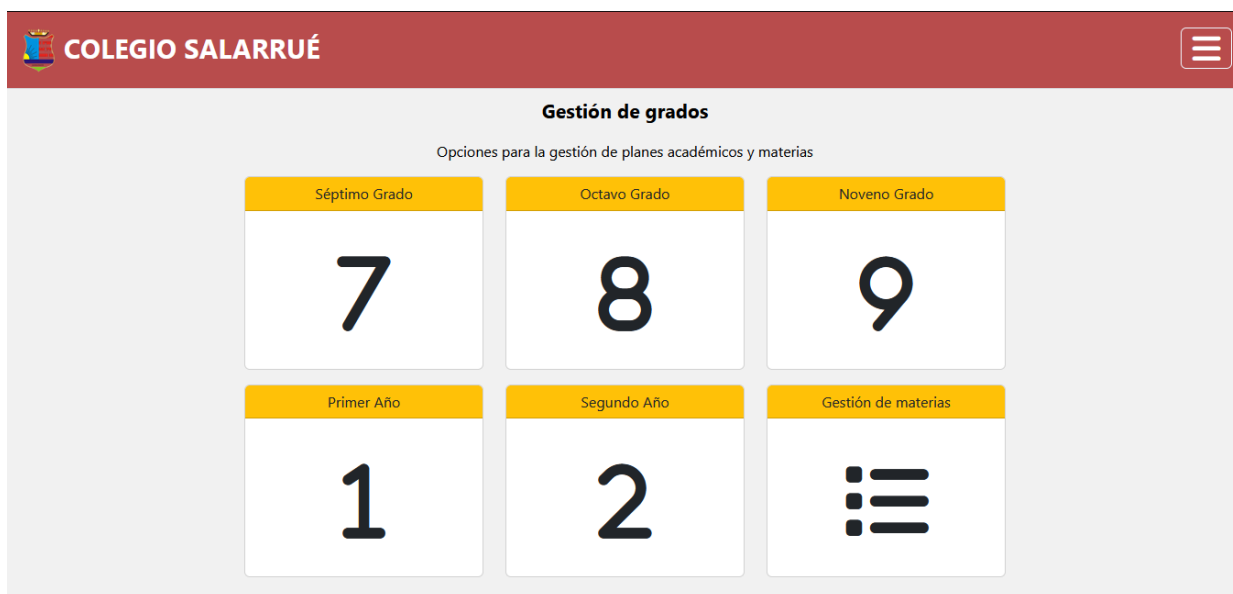 COLEGIO SALARRUÉ
Gestión de grados
Opciones para la gestión de planes académicos y materias
Séptimo Grado
Octavo Grado
Noveno Grado
7
8
9
Primer Año
Segundo Año
Gestión de materias
1
2